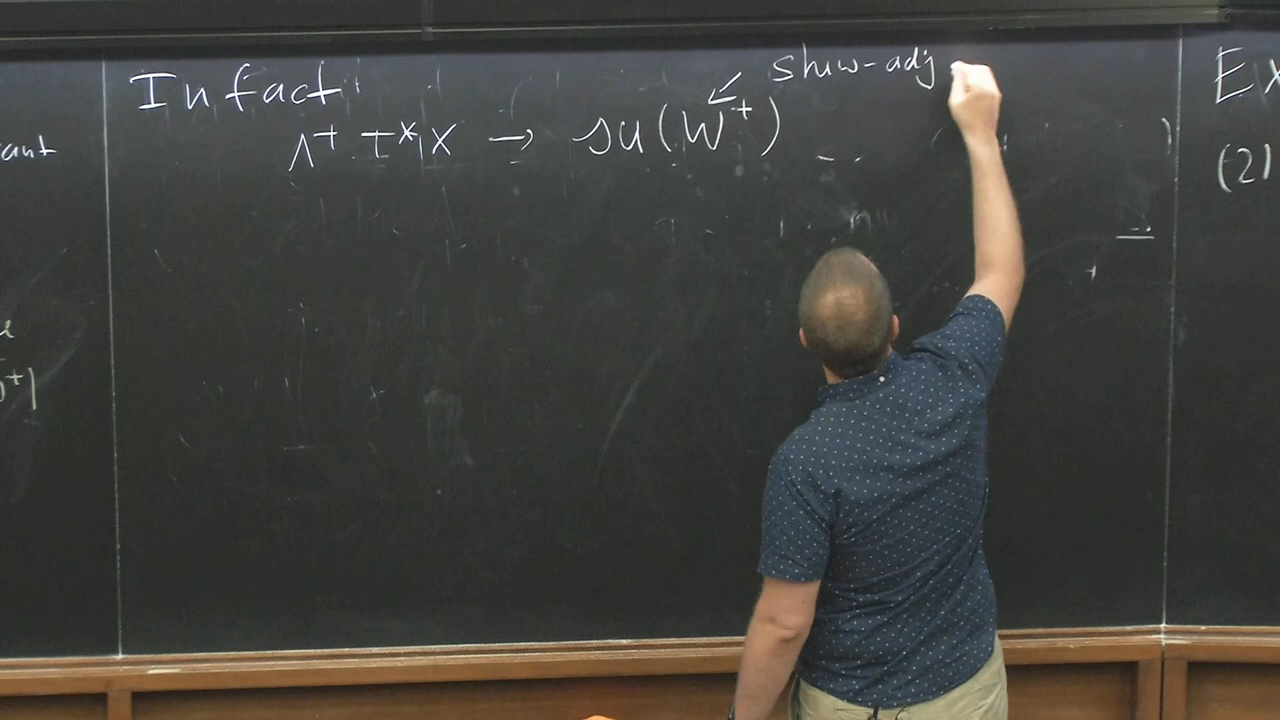 In fact
skew-adj
Λ⁺ T*X → su(W⁺)
Ex
(2)